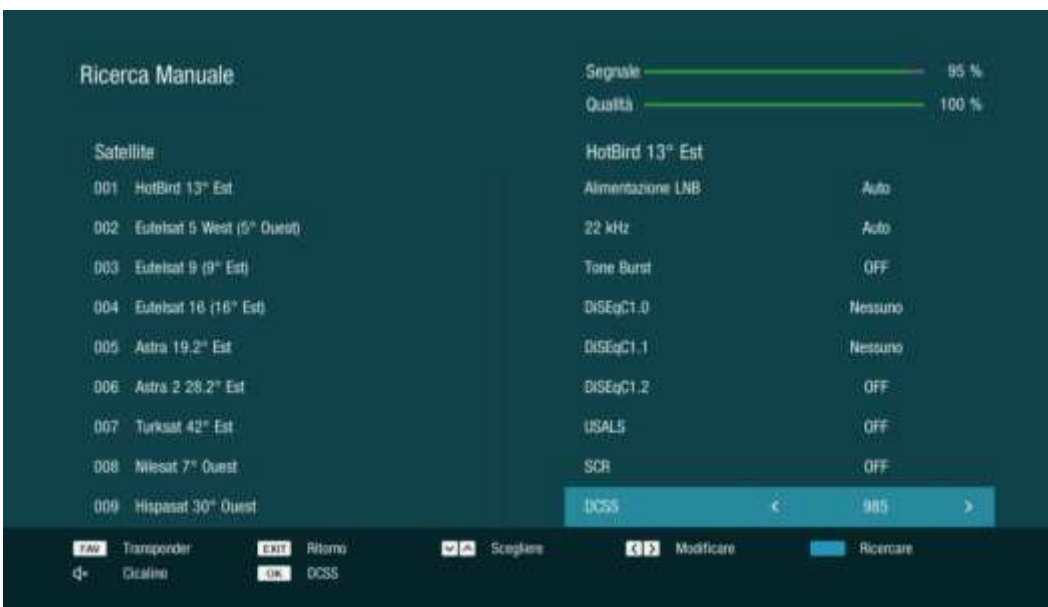 Ricerca Manuale
Segnale 95 %
Qualità 100 %
Satellite
001 HotBird 13° Est
002 Eutelsat 5 West (5° Ouest)
003 Eutelsat 9 (9° Est)
004 Eutelsat 16 (16° Est)
005 Astra 19.2° Est
006 Astra 2 28.2° Est
007 Turksat 42° Est
008 Nilesat 7° Ouest
009 Hispasat 30° Ouest
HotBird 13° Est
Alimentazione LNB Auto
22 kHz Auto
Tone Burst OFF
DiSEqC1.0 Nessuno
DiSEqC1.1 Nessuno
DISEqC1.2 OFF
USALS OFF
SCR OFF
DCSS < 985 >
FAV Transponder EXIT Ritorno Scegliere Modificare Ricercare
Cicalino OK DCSS